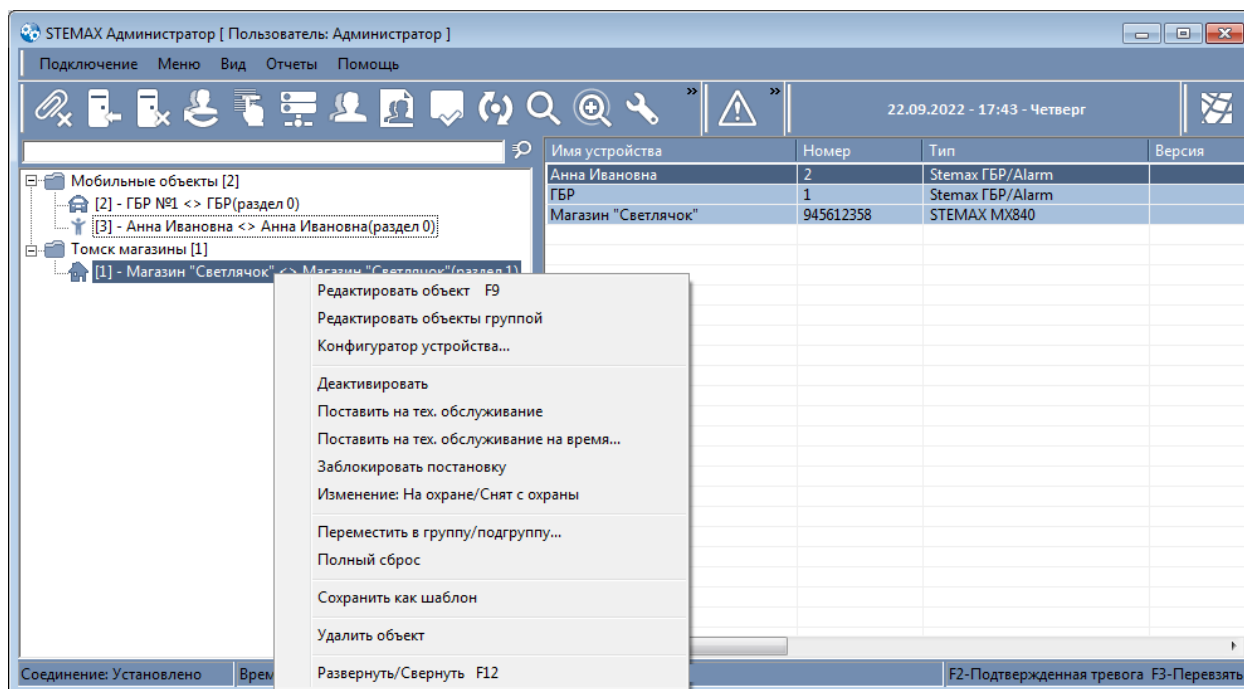 STEMAX Администратор [ Пользователь: Администратор ]
Подключение Меню Вид Отчеты Помощь
» »
22.09.2022 - 17:43 - Четверг
Имя устройства Номер Тип Версия
Анна Ивановна 2 Stemax ГБР/Alarm
ГБР 1 Stemax ГБР/Alarm
Магазин "Светлячок" 945612358 STEMAX MX840
Мобильные объекты [2]
[2] - ГБР №1 <> ГБР(раздел 0)
[3] - Анна Ивановна <> Анна Ивановна(раздел 0)
Томск магазины [1]
[1] - Магазин "Светлячок" <> Магазин "Светлячок"(раздел 1)
Редактировать объект F9
Редактировать объекты группой
Конфигуратор устройства...
Деактивировать
Поставить на тех. обслуживание
Поставить на тех. обслуживание на время...
Заблокировать постановку
Изменение: На охране/Снят с охраны
Переместить в группу/подгруппу...
Полный сброс
Сохранить как шаблон
Удалить объект
Развернуть/Свернуть F12
Соединение: Установлено Врем F2-Подтвержденная тревога F3-Перевзять